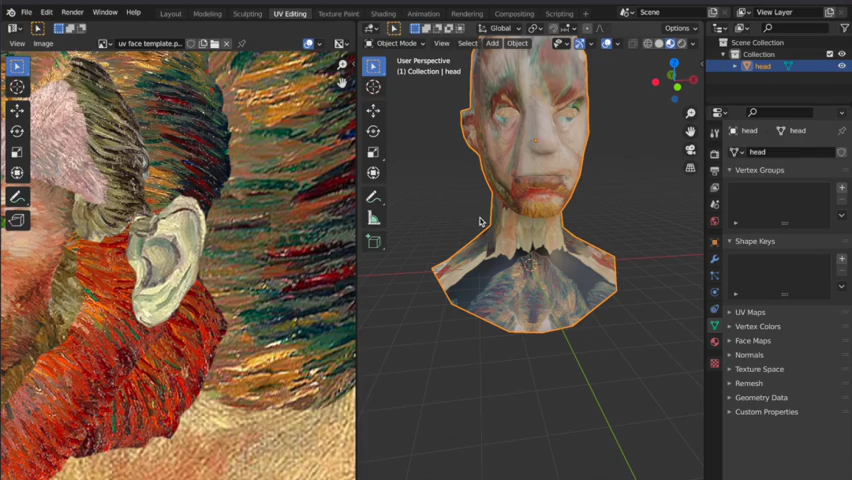 File Edit Render Window Help Layout Modeling Sculpting UV Editing Texture Paint Shading Animation Rendering Compositing Scripting Scene View Layer
Global Options
View Image uv face template.p... Object Mode View Select Add Object
User Perspective
(1) Collection | head
Scene Collection
Collection
head
head head
head
Vertex Groups
Shape Keys
UV Maps
Vertex Colors
Face Maps
Normals
Texture Space
Remesh
Geometry Data
Custom Properties